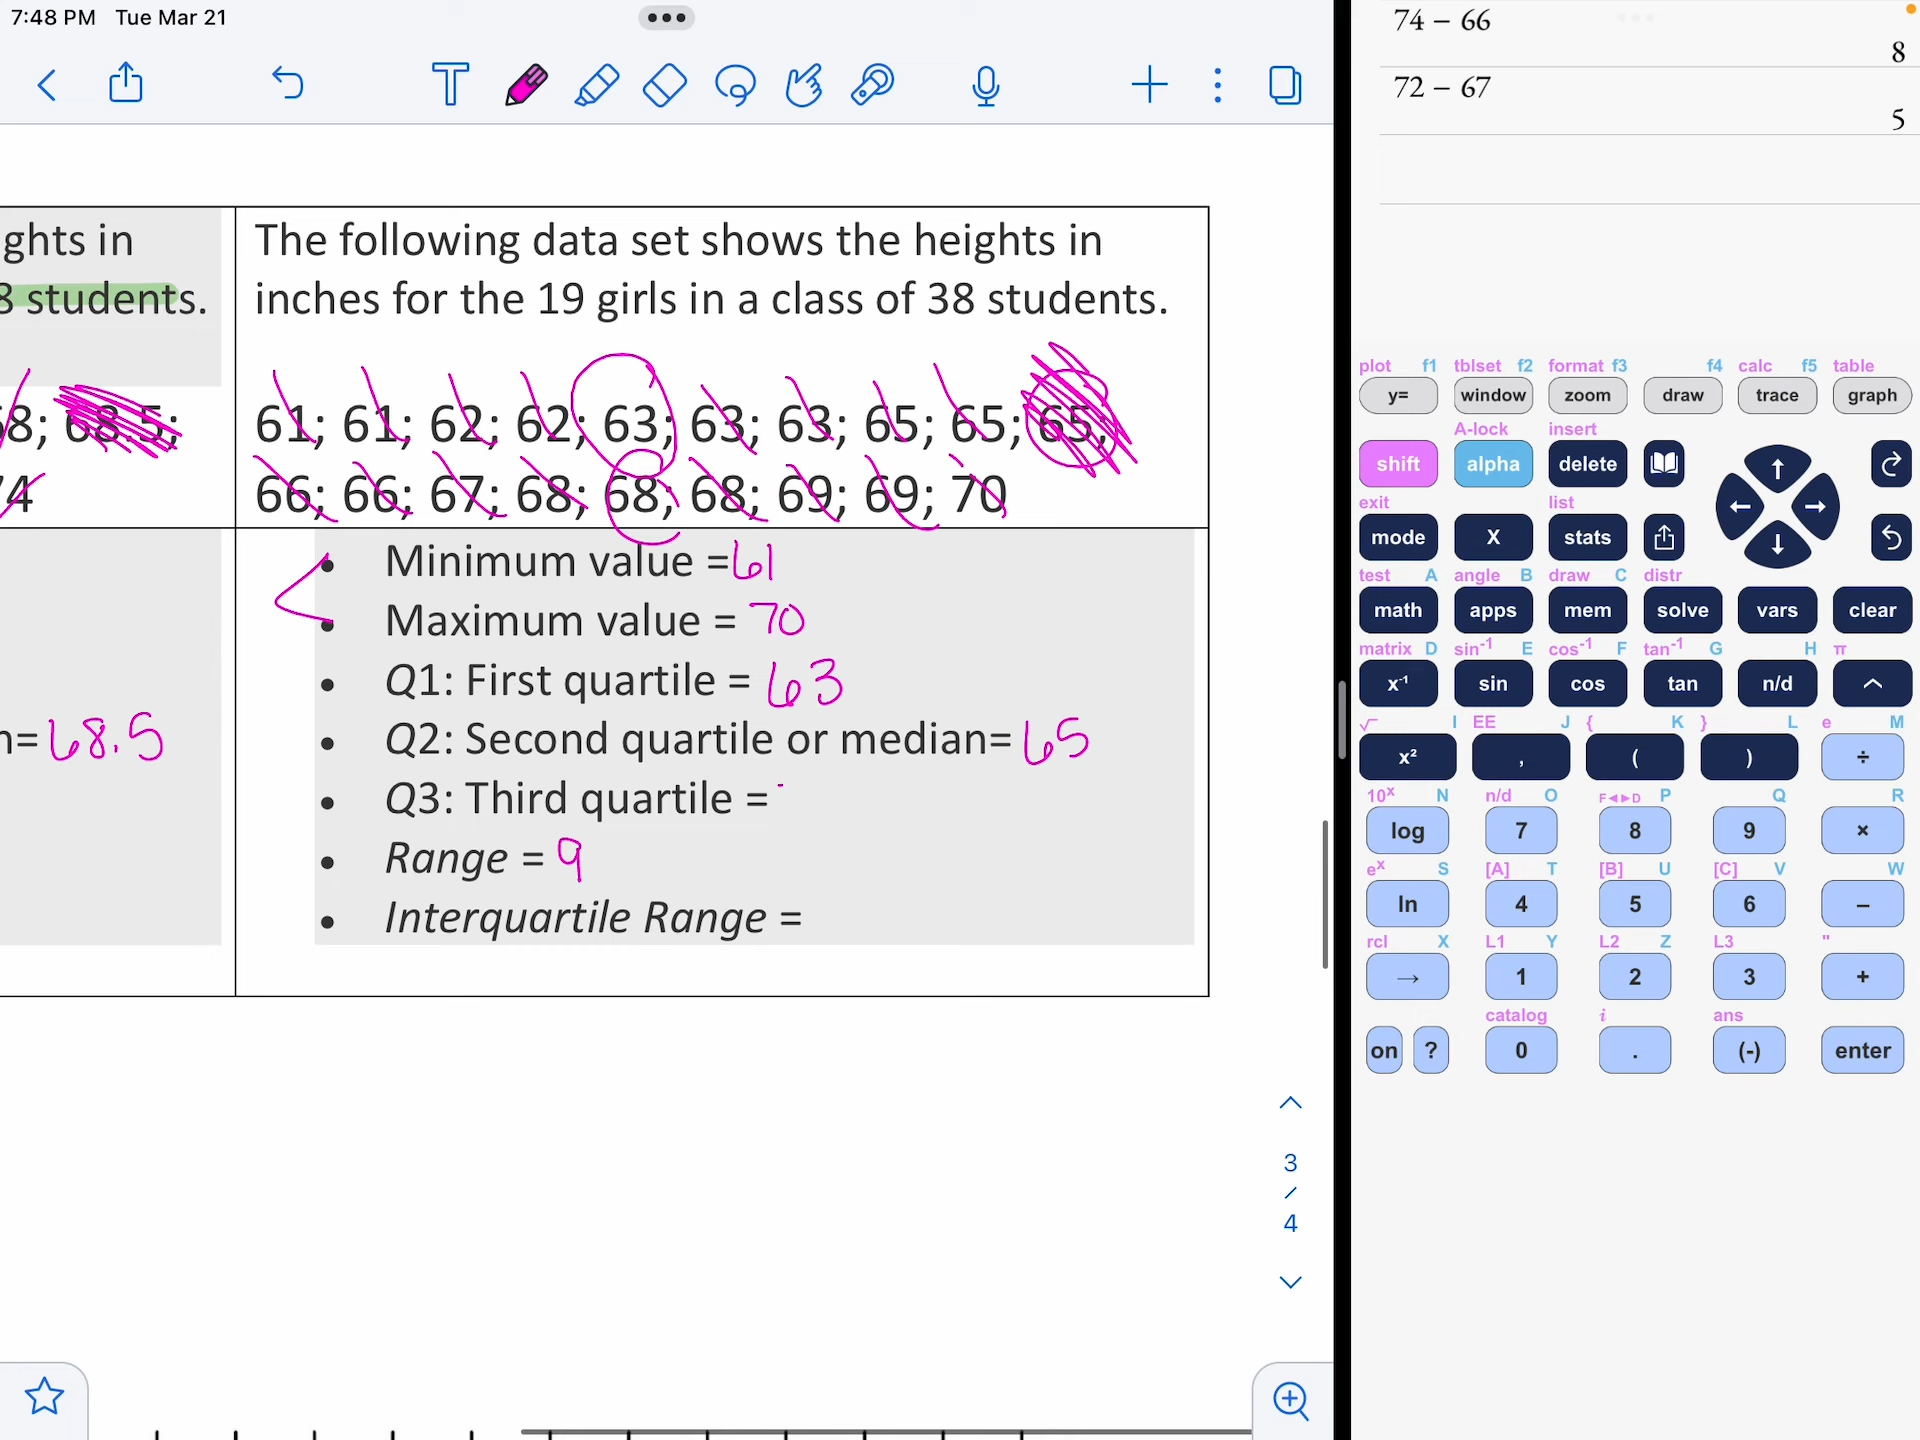 7:48 PM Tue Mar 21
ghts in
8 students.
68; 68.5;
74
n= 68.5
The following data set shows the heights in
inches for the 19 girls in a class of 38 students.
61; 61; 62; 62; 63; 63; 63; 65; 65; 65;
66; 66; 67; 68; 68; 68; 69; 69; 70
• Minimum value =61
• Maximum value = 70
• Q1: First quartile = 63
• Q2: Second quartile or median= 65
• Q3: Third quartile =
• Range = 9
• Interquartile Range =
3
/
4
74 – 66
8
72 – 67
5
plot f1 tblset f2 format f3 f4 calc f5 table
y= window zoom draw trace graph
A-lock insert
shift alpha delete
exit list
mode X stats
test A angle B draw C distr
math apps mem solve vars clear
matrix D sin-1 E cos-1 F tan-1 G H π
x-1 sin cos tan n/d ^
√ I EE J { K } L e M
x² , ( ) ÷
10x N n/d O F◄►D P Q R
log 7 8 9 ×
ex S [A] T [B] U [C] V W
ln 4 5 6 –
rcl X L1 Y L2 Z L3 "
→ 1 2 3 +
catalog i ans
on ? 0 . (-) enter